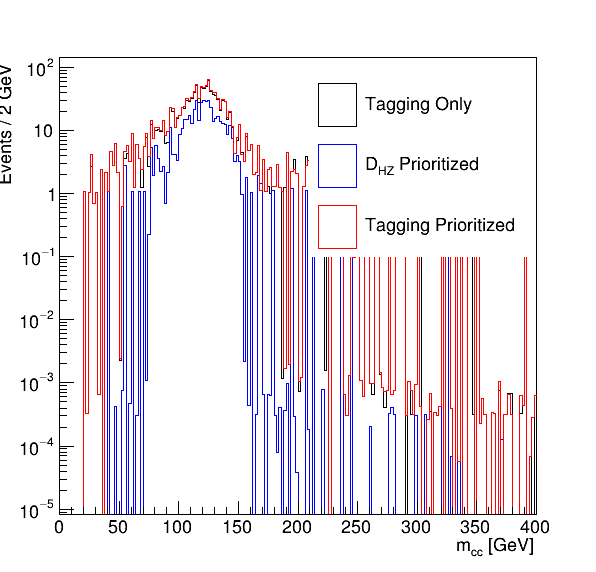 Events / 2 GeV
10²
10
1
10⁻¹
10⁻²
10⁻³
10⁻⁴
10⁻⁵
Tagging Only
D_HZ Prioritized
Tagging Prioritized
0 50 100 150 200 250 300 350 400
m_cc [GeV]